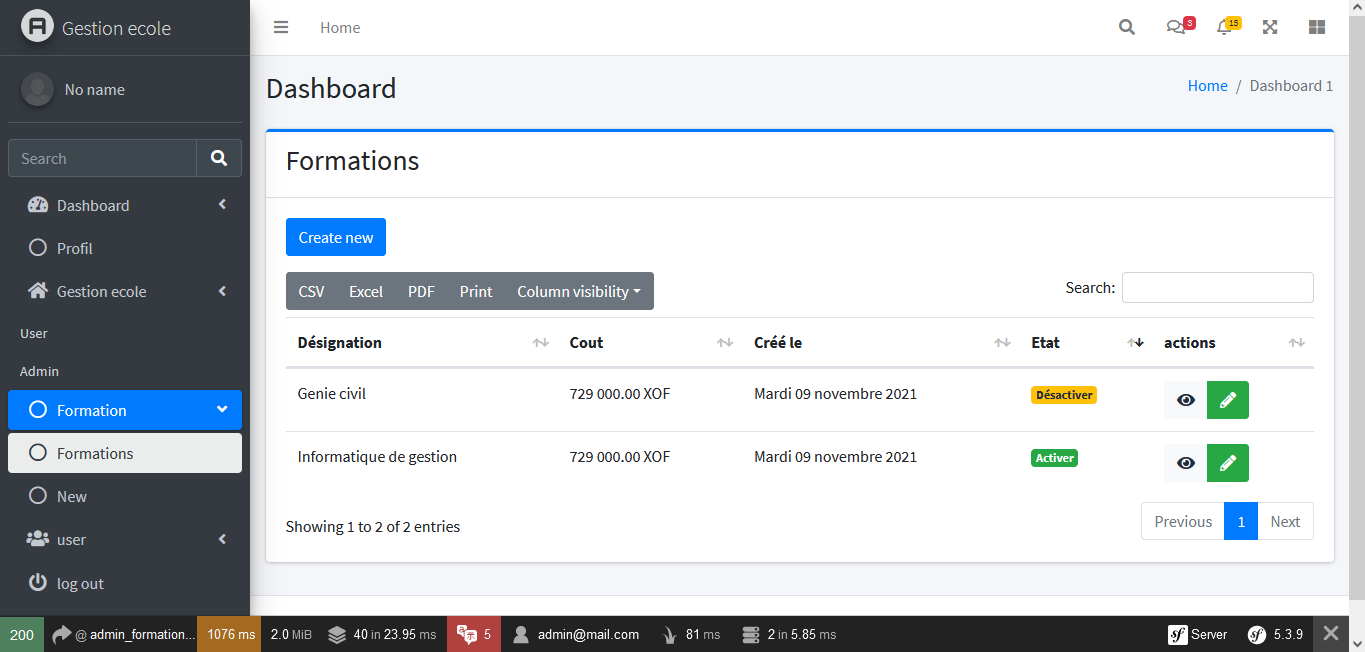 Gestion ecole
Home
3
15
No name
Dashboard
Home / Dashboard 1
Search
Dashboard
Profil
Gestion ecole
User
Admin
Formation
Formations
New
user
log out
Formations
Create new
CSV Excel PDF Print Column visibility
Search:
Désignation Cout Créé le Etat actions
Genie civil 729 000.00 XOF Mardi 09 novembre 2021 Désactiver
Informatique de gestion 729 000.00 XOF Mardi 09 novembre 2021 Activer
Showing 1 to 2 of 2 entries
Previous 1 Next
200 @ admin_formation... 1076 ms 2.0 MiB 40 in 23.95 ms 5 admin@mail.com 81 ms 2 in 5.85 ms Server 5.3.9